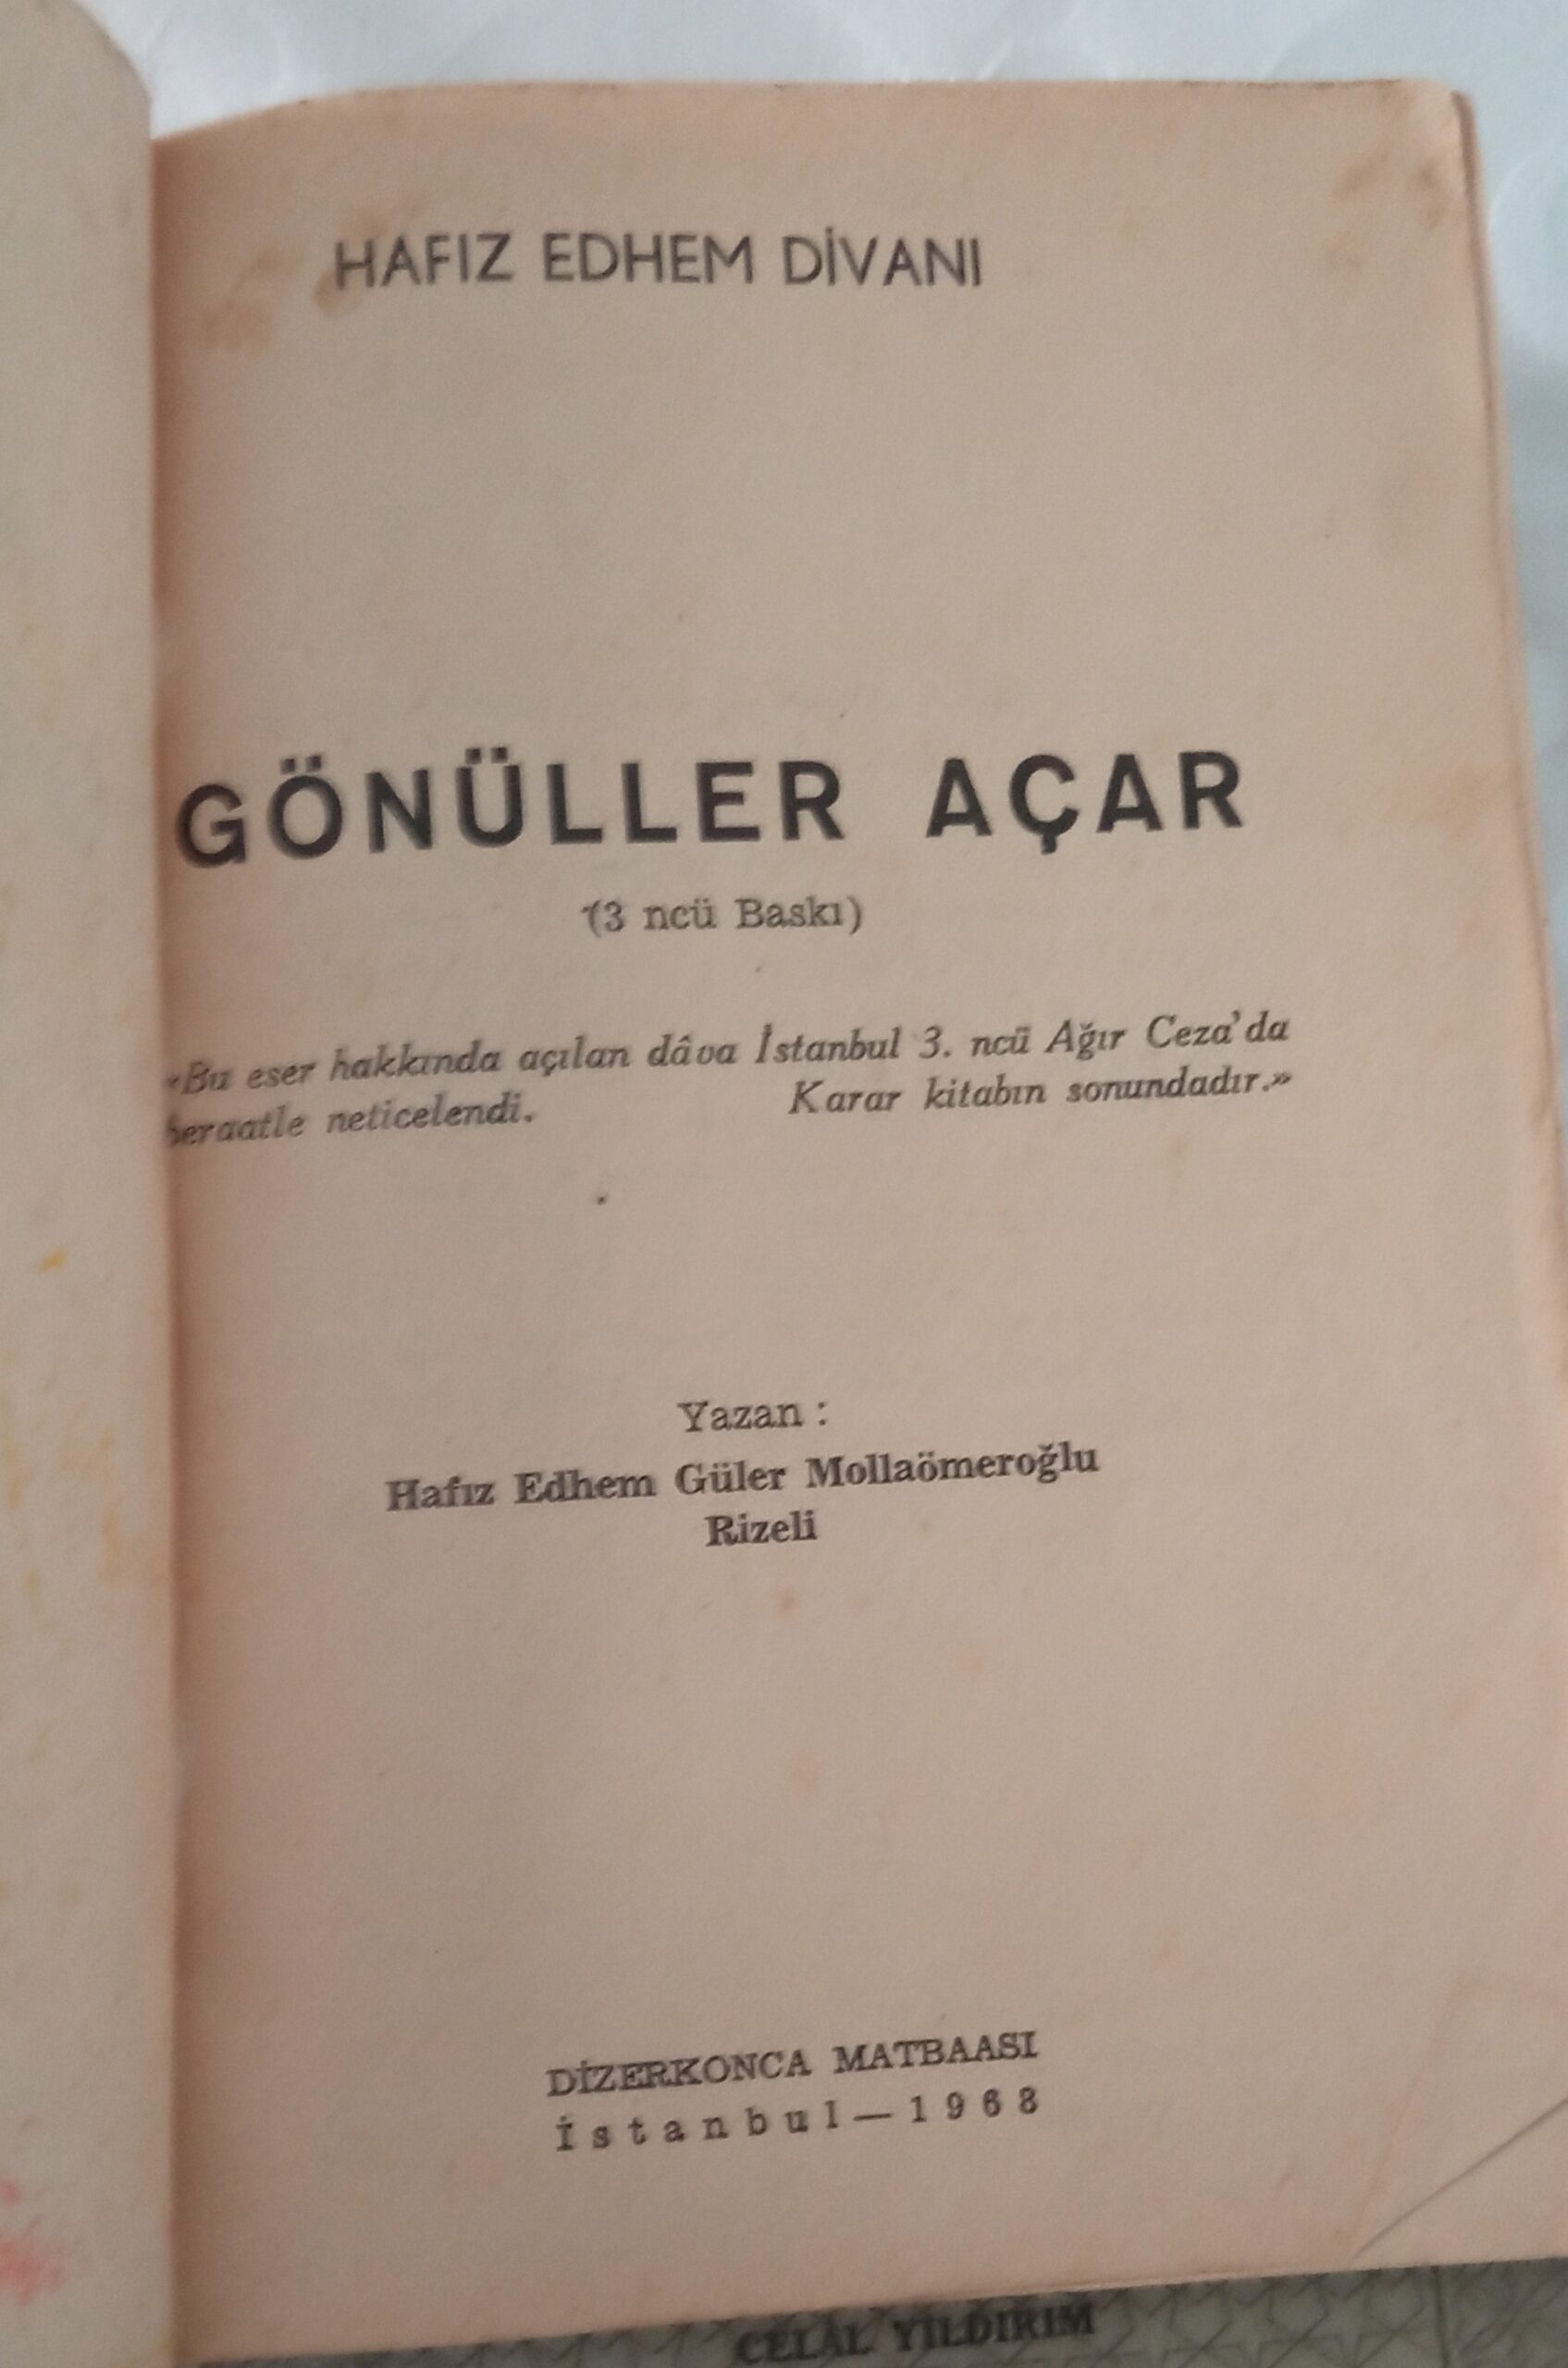 HAFIZ EDHEM DİVANI
GÖNÜLLER AÇAR
(3 ncü Baskı)
«Bu eser hakkında açılan dâva İstanbul 3. ncü Ağır Ceza'da
beraatle neticelendi. Karar kitabın sonundadır.»
Yazan :
Hafız Edhem Güler Mollaömeroğlu
Rizeli
DİZERKONCA MATBAASI
İstanbul — 1968
CELAL YILDIRIM